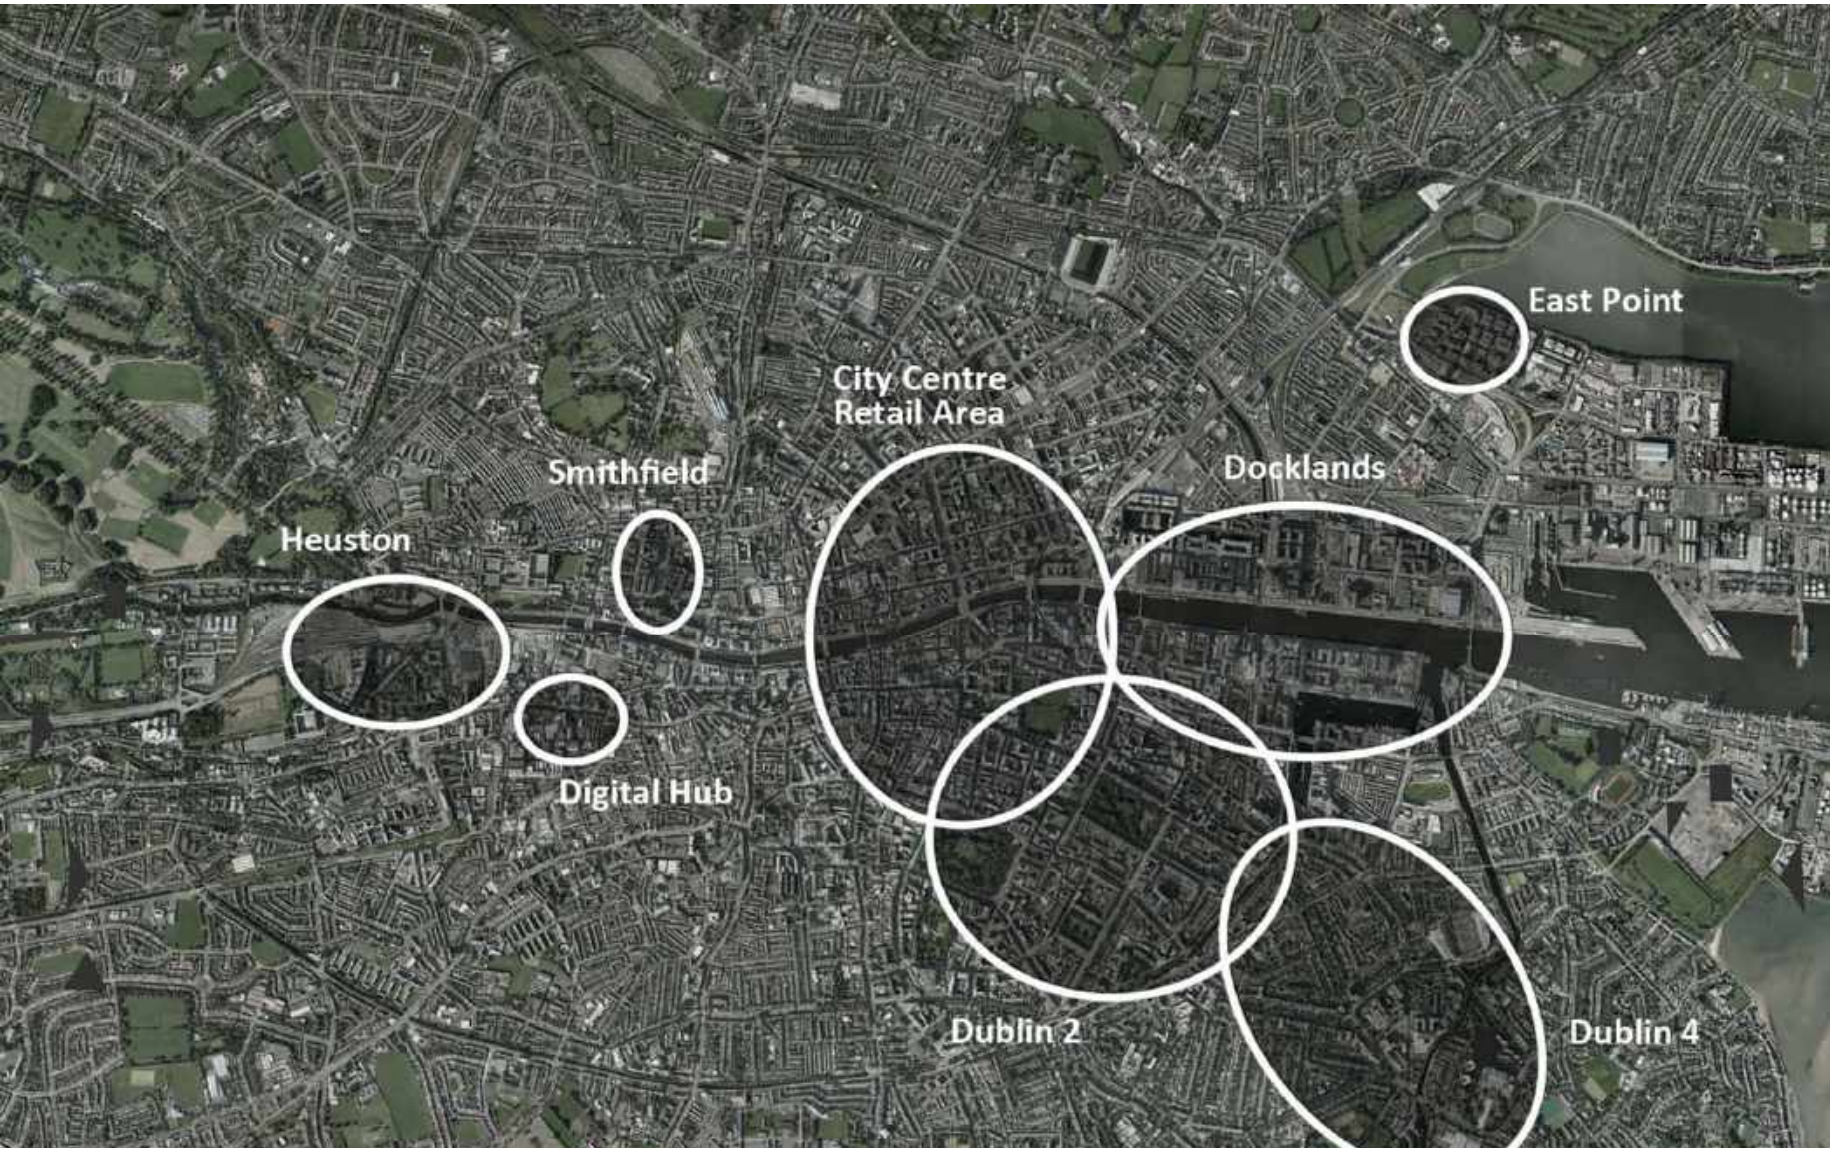 East Point
City Centre
Retail Area
Smithfield
Docklands
Heuston
Digital Hub
Dublin 2
Dublin 4